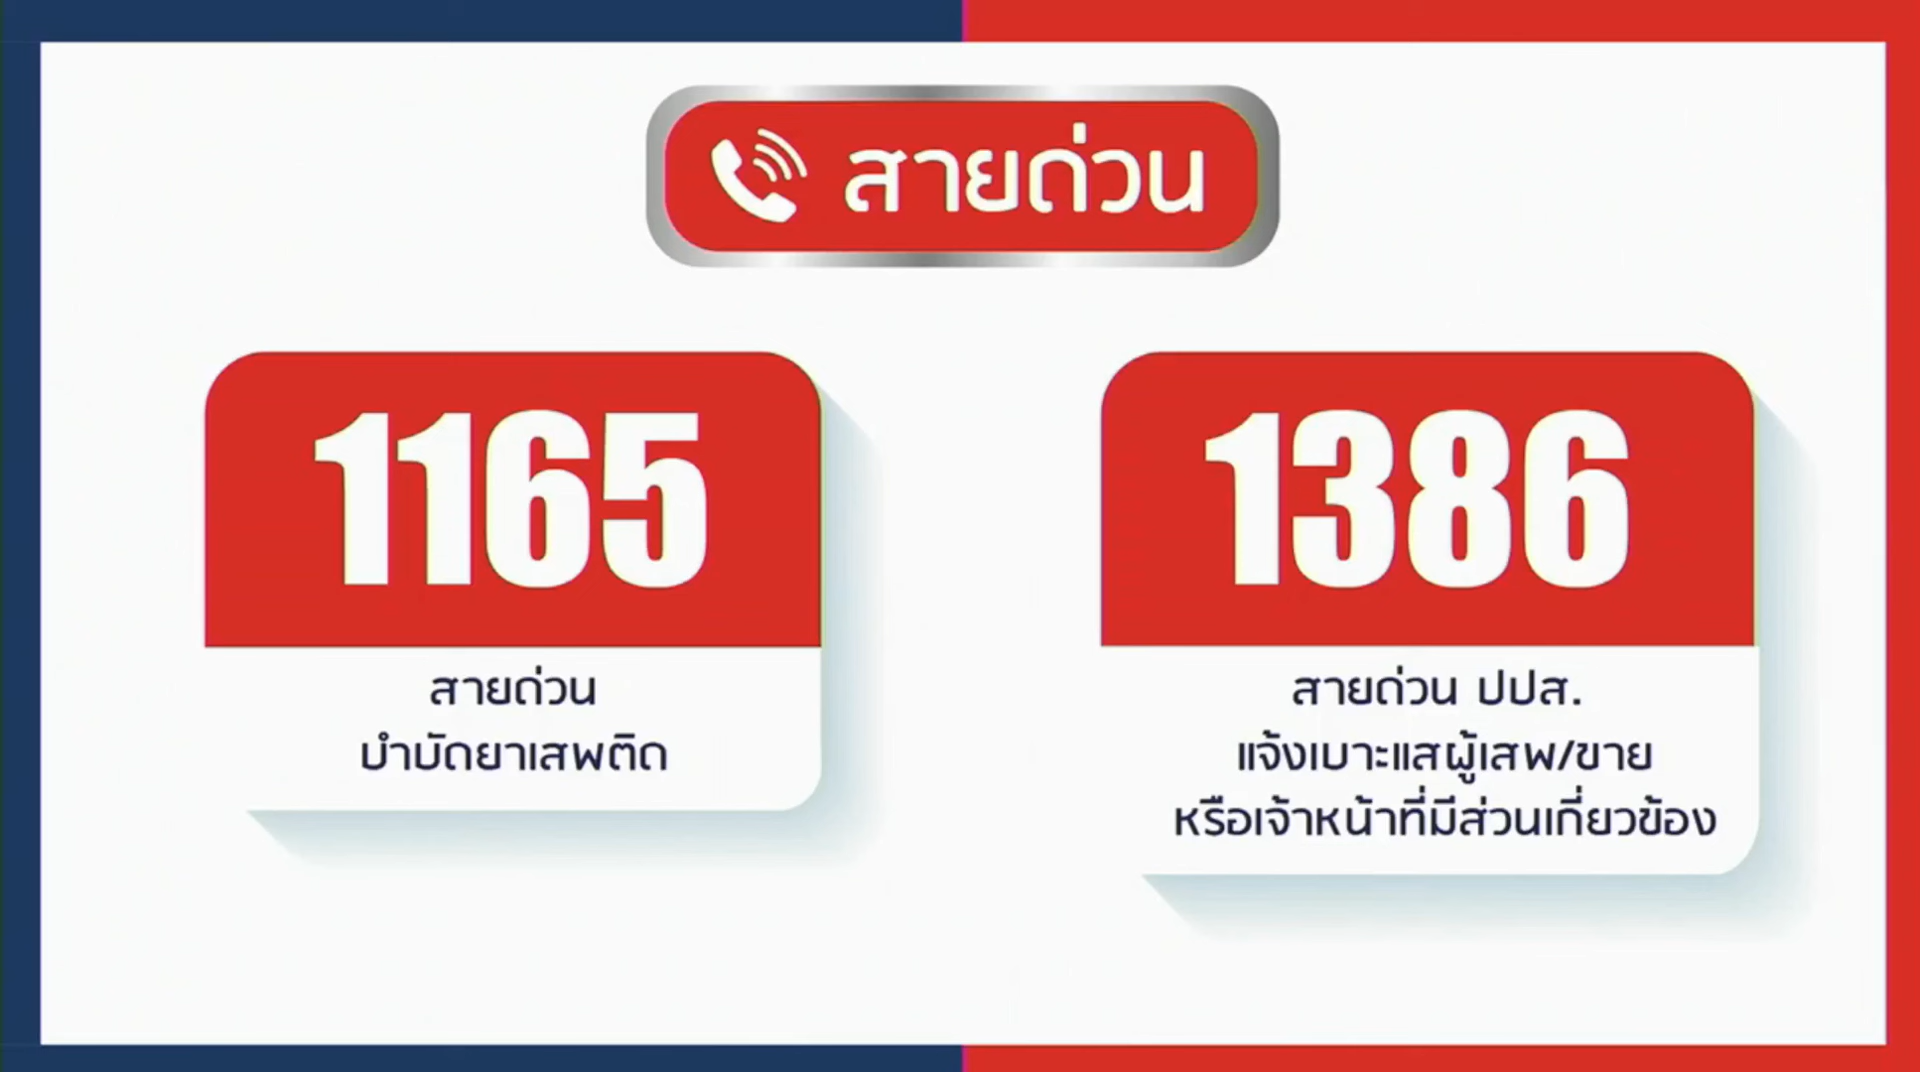 สายด่วน
1165
สายด่วน
บำบัดยาเสพติด
1386
สายด่วน ปปส.
แจ้งเบาะแสผู้เสพ/ขาย
หรือเจ้าหน้าที่มีส่วนเกี่ยวข้อง